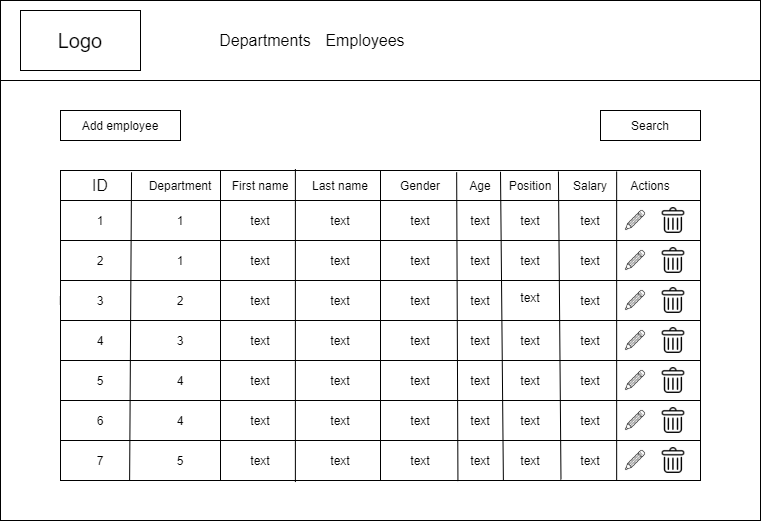 Logo
Departments Employees
Add employee
Search
ID Department First name Last name Gender Age Position Salary Actions
1 1 text text text text text text
2 1 text text text text text text
3 2 text text text text text text
4 3 text text text text text text
5 4 text text text text text text
6 4 text text text text text text
7 5 text text text text text text